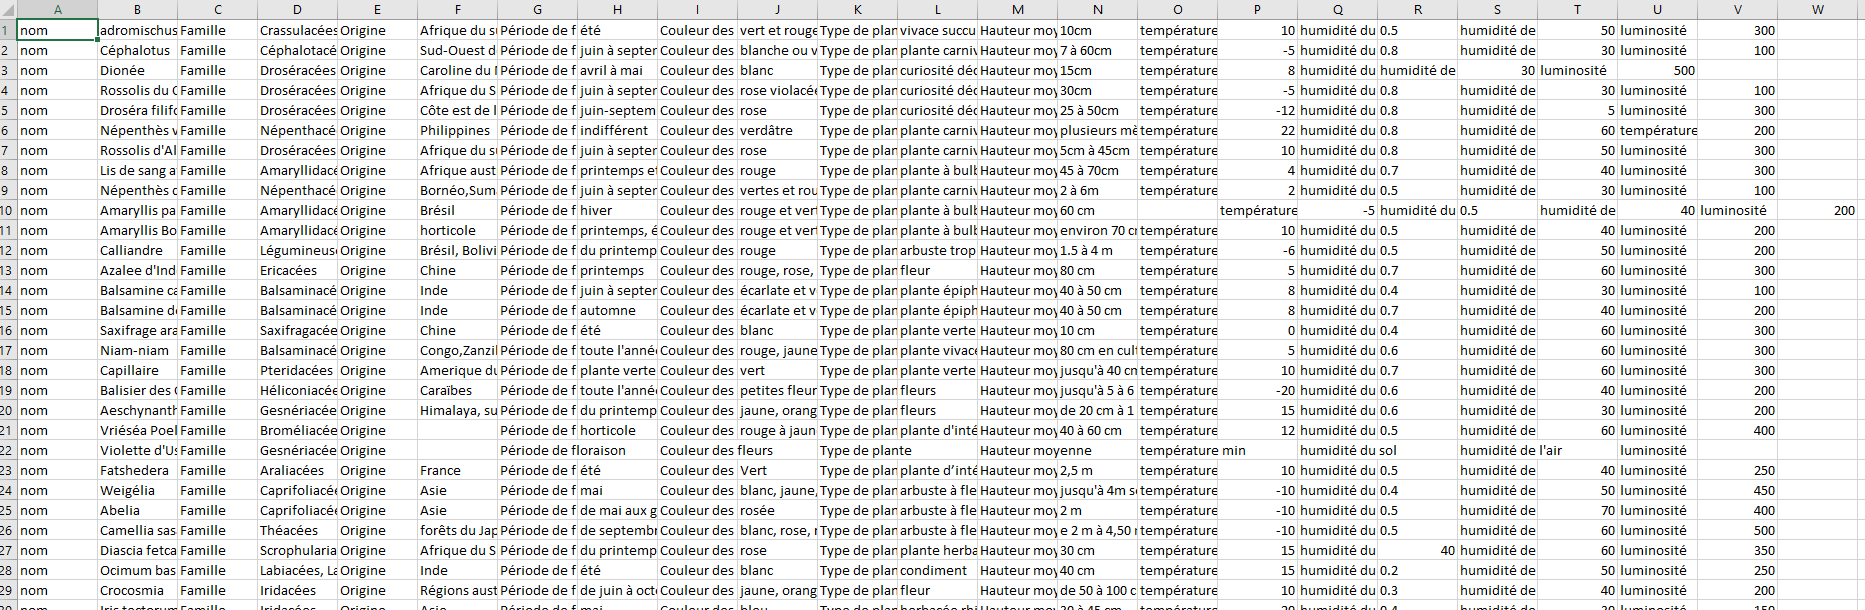 A B C D E F G H I J K L M N O P Q R S T U V W
1 nom adromischus Famille Crassulacées Origine Afrique du s Période de f été Couleur des vert et rouge Type de plan vivace succu Hauteur moy 10cm température 10 humidité du 0.5 humidité de 50 luminosité 300
2 nom Céphalotus Famille Céphalotacé Origine Sud-Ouest d Période de f juin à septer Couleur des blanche ou v Type de plan plante carniv Hauteur moy 7 à 60cm température -5 humidité du 0.8 humidité de 30 luminosité 100
3 nom Dionée Famille Droséracées Origine Caroline du Période de f avril à mai Couleur des blanc Type de plan curiosité déc Hauteur moy 15cm température 8 humidité du humidité de 30 luminosité 500
4 nom Rossolis du C Famille Droséracées Origine Afrique du S Période de f juin à septer Couleur des rose violacée Type de plan curiosité déc Hauteur moy 30cm température -5 humidité du 0.8 humidité de 30 luminosité 100
5 nom Droséra filifo Famille Droséracées Origine Côte est de l Période de f juin-septem Couleur des rose Type de plan curiosité déc Hauteur moy 25 à 50cm température -12 humidité du 0.8 humidité de 5 luminosité 300
6 nom Népenthès v Famille Népenthacé Origine Philippines Période de f indifférent Couleur des verdâtre Type de plan plante carniv Hauteur moy plusieurs mè température 22 humidité du 0.8 humidité de 60 température 200
7 nom Rossolis d'Al Famille Droséracées Origine Afrique du s Période de f juin à septer Couleur des rose Type de plan plante carniv Hauteur moy 5cm à 45cm température 10 humidité du 0.8 humidité de 50 luminosité 300
8 nom Lis de sang a Famille Amaryllidacé Origine Afrique aust Période de f printemps et Couleur des rouge Type de plan plante à bulb Hauteur moy 45 à 70cm température 4 humidité du 0.7 humidité de 40 luminosité 300
9 nom Népenthès d Famille Népenthacé Origine Bornéo,Sum Période de f juin à septer Couleur des vertes et rou Type de plan plante carniv Hauteur moy 2 à 6m température 2 humidité du 0.5 humidité de 30 luminosité 100
10 nom Amaryllis pa Famille Amaryllidacé Origine Brésil Période de f hiver Couleur des rouge et vert Type de plan plante à bulb Hauteur moy 60 cm température -5 humidité du 0.5 humidité de 40 luminosité 200
11 nom Amaryllis Bo Famille Amaryllidacé Origine horticole Période de f printemps, é Couleur des rouge et vert Type de plan plante à bulb Hauteur moy environ 70 cm température 10 humidité du 0.5 humidité de 40 luminosité 200
12 nom Calliandre Famille Légumineuse Origine Brésil, Bolivi Période de f du printemp Couleur des rouge Type de plan arbuste trop Hauteur moy 1.5 à 4 m température -6 humidité du 0.5 humidité de 50 luminosité 200
13 nom Azalee d'Ind Famille Ericacées Origine Chine Période de f printemps Couleur des rouge, rose, Type de plan fleur Hauteur moy 80 cm température 5 humidité du 0.7 humidité de 60 luminosité 300
14 nom Balsamine ca Famille Balsaminacé Origine Inde Période de f juin à septer Couleur des écarlate et v Type de plan plante épiph Hauteur moy 40 à 50 cm température 8 humidité du 0.4 humidité de 30 luminosité 100
15 nom Balsamine de Famille Balsaminacé Origine Inde Période de f automne Couleur des écarlate et v Type de plan plante épiph Hauteur moy 40 à 50 cm température 8 humidité du 0.7 humidité de 40 luminosité 200
16 nom Saxifrage ara Famille Saxifragacée Origine Chine Période de f été Couleur des blanc Type de plan plante verte Hauteur moy 10 cm température 0 humidité du 0.4 humidité de 60 luminosité 300
17 nom Niam-niam Famille Balsaminacé Origine Congo,Zanzil Période de f toute l'anné Couleur des rouge, jaune Type de plan plante vivace Hauteur moy 80 cm en cult température 5 humidité du 0.6 humidité de 60 luminosité 300
18 nom Capillaire Famille Pteridacées Origine Amerique du Période de f plante verte Couleur des vert Type de plan plante verte Hauteur moy jusqu'à 40 cm température 10 humidité du 0.7 humidité de 60 luminosité 300
19 nom Balisier des C Famille Héliconiacée Origine Caraïbes Période de f toute l'anné Couleur des petites fleur Type de plan fleurs Hauteur moy jusqu'à 5 à 6 température -20 humidité du 0.6 humidité de 40 luminosité 200
20 nom Aeschynanth Famille Gesnériacée Origine Himalaya, su Période de f du printemp Couleur des jaune, orang Type de plan fleurs Hauteur moy de 20 cm à 1 température 15 humidité du 0.6 humidité de 30 luminosité 200
21 nom Vriéséa Poel Famille Broméliacée Origine Période de f horticole Couleur des rouge à jaun Type de plan plante d'inté Hauteur moy 40 à 60 cm température 12 humidité du 0.5 humidité de 60 luminosité 400
22 nom Violette d'Us Famille Gesnériacée Origine Période de floraison Couleur des fleurs Type de plante Hauteur moyenne température min humidité du sol humidité de l'air luminosité
23 nom Fatshedera Famille Araliacées Origine France Période de f été Couleur des Vert Type de plan plante d’inté Hauteur moy 2,5 m température 10 humidité du 0.5 humidité de 40 luminosité 250
24 nom Weigélia Famille Caprifoliacée Origine Asie Période de f mai Couleur des blanc, jaune, Type de plan arbuste à fle Hauteur moy jusqu'à 4m s température -10 humidité du 0.4 humidité de 50 luminosité 450
25 nom Abelia Famille Caprifoliacée Origine Asie Période de f de mai aux g Couleur des rosée Type de plan arbuste à fle Hauteur moy 2 m température -10 humidité du 0.5 humidité de 70 luminosité 400
26 nom Camellia sas Famille Théacées Origine forêts du Jap Période de f de septembr Couleur des blanc, rose, r Type de plan arbuste à fle Hauteur moy e 2 m à 4,50 température -10 humidité du 0.5 humidité de 60 luminosité 500
27 nom Diascia fetca Famille Scrophularia Origine Afrique du S Période de f du printemp Couleur des rose Type de plan plante herba Hauteur moy 30 cm température 15 humidité du 40 humidité de 60 luminosité 350
28 nom Ocimum bas Famille Labiacées, La Origine Inde Période de f été Couleur des blanc Type de plan condiment Hauteur moy 40 cm température 15 humidité du 0.2 humidité de 50 luminosité 250
29 nom Crocosmia Famille Iridacées Origine Régions aust Période de f de juin à octo Couleur des jaune, orang Type de plan fleur Hauteur moy de 50 à 100 c température 10 humidité du 0.3 humidité de 40 luminosité 200